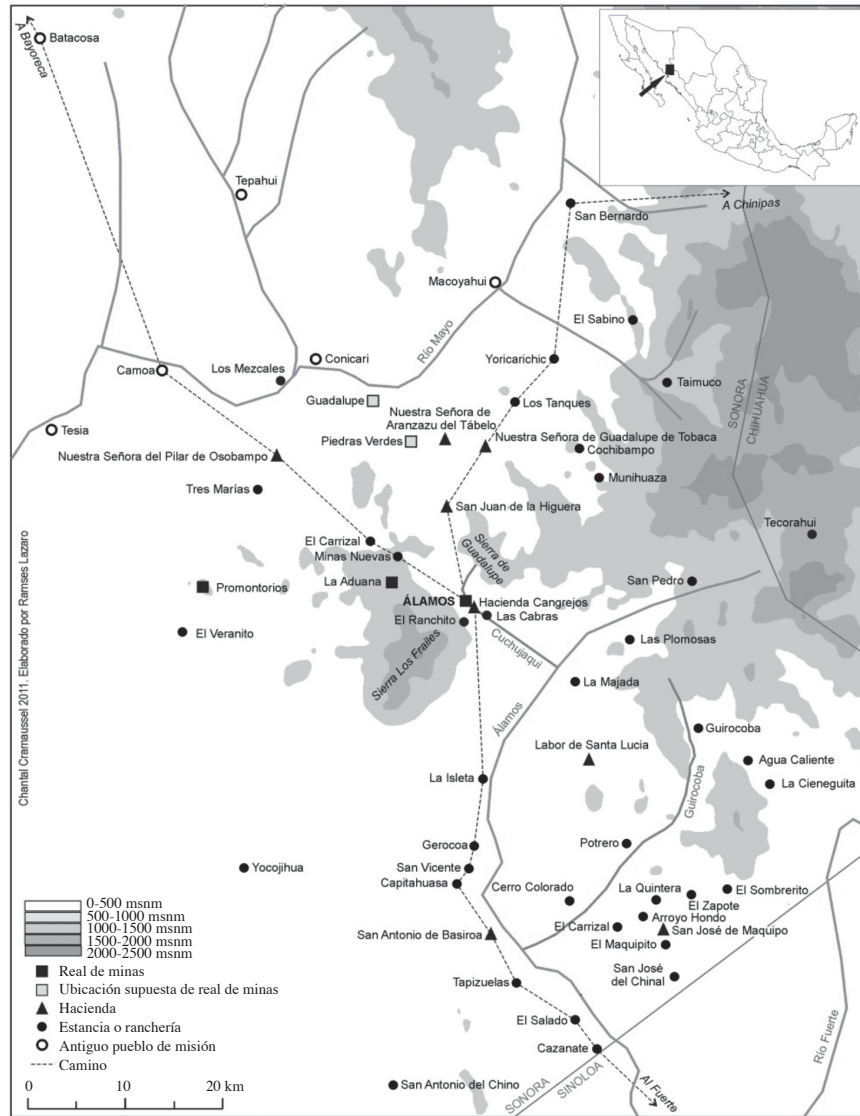 A Bayoreca
Batacosa
Tepahui
A Chinipas
San Bernardo
Macoyahui
Río Mayo
El Sabino
Conicari
Yoricarichic
Camoa
Los Mezcales
Taimuco
SONORA
CHIHUAHUA
Guadalupe
Los Tanques
Nuestra Señora de
Aranzazu del Tábelo
Tesia
Piedras Verdes
Nuestra Señora de Guadalupe de Tobaca
Cochibampo
Nuestra Señora del Pilar de Osobampo
Munihuaza
Tres Marías
San Juan de la Higuera
Tecorahui
El Carrizal
Sierra de
Guadalupe
Minas Nuevas
La Aduana
San Pedro
Promontorios
ÁLAMOS
Hacienda Cangrejos
Las Cabras
El Ranchito
El Veranito
Cuchujaqui
Las Plomosas
Sierra Los Frailes
La Majada
Álamos
Guirocoba
Labor de Santa Lucia
Agua Caliente
La Isleta
La Cieneguita
Guirocoba
Gerocoa
Potrero
Yocojihua
San Vicente
Capitahuasa
Cerro Colorado
La Quintera
El Sombrerito
El Zapote
Arroyo Hondo
El Carrizal
San José de Maquipo
San Antonio de Basiroa
El Maquipito
San José
del Chinal
Tapizuelas
El Salado
Río Fuerte
Cazanate
SONORA
SINOLOA
Al Fuerte
San Antonio del Chino
Chantal Cramaussel 2011. Elaborado por Ramses Lazaro
0-500 msnm
500-1000 msnm
1000-1500 msnm
1500-2000 msnm
2000-2500 msnm
Real de minas
Ubicación supuesta de real de minas
Hacienda
Estancia o ranchería
Antiguo pueblo de misión
Camino
0 10 20 km